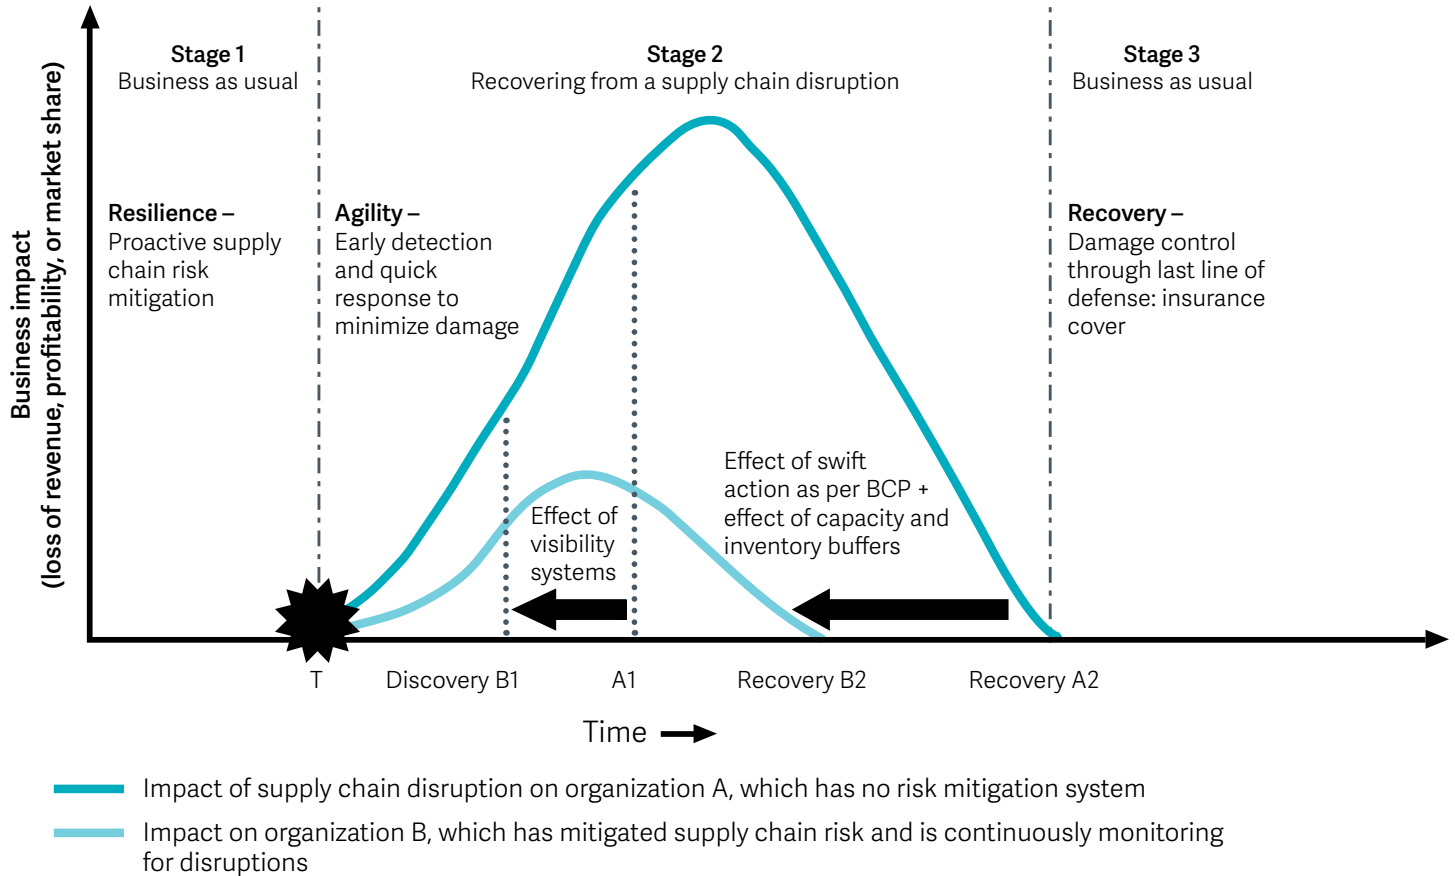 Stage 1
Business as usual
Stage 2
Recovering from a supply chain disruption
Stage 3
Business as usual
Business impact
(loss of revenue, profitability, or market share)
Resilience –
Proactive supply
chain risk
mitigation
Agility –
Early detection
and quick
response to
minimize damage
Recovery –
Damage control
through last line of
defense: insurance
cover
Effect of
visibility
systems
Effect of swift
action as per BCP +
effect of capacity and
inventory buffers
T
Discovery B1
A1
Recovery B2
Recovery A2
Time
Impact of supply chain disruption on organization A, which has no risk mitigation system
Impact on organization B, which has mitigated supply chain risk and is continuously monitoring
for disruptions